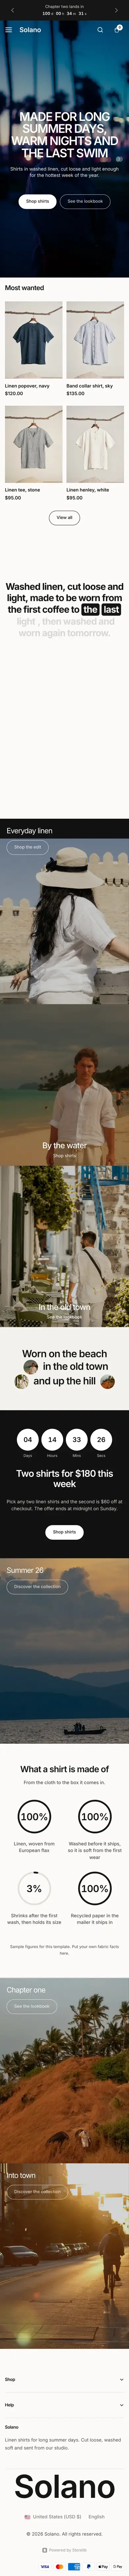 Chapter two lands in
100 d 00 h 34 m 31 s
Solano
0
MADE FOR LONG
SUMMER DAYS,
WARM NIGHTS AND
THE LAST SWIM
Shirts in washed linen, cut loose and light enough
for the hottest week of the year.
Shop shirts
See the lookbook
Most wanted
Linen popover, navy
$120.00
Band collar shirt, sky
$135.00
Linen tee, stone
$95.00
Linen henley, white
$95.00
View all
Washed linen, cut loose and
light, made to be worn from
the first coffee to the last
light , then washed and
worn again tomorrow.
Everyday linen
Shop the edit
By the water
Shop shirts
In the old town
See the lookbook
Worn on the beach
in the old town
and up the hill
04
14
33
26
Days
Hours
Mins
Secs
Two shirts for $180 this
week
Pick any two linen shirts and the second is $60 off at
checkout. The offer ends at midnight on Sunday.
Shop shirts
Summer 26
Discover the collection
What a shirt is made of
From the cloth to the box it comes in.
100%
Linen, woven from
European flax
100%
Washed before it ships,
so it is soft from the first
wear
3%
Shrinks after the first
wash, then holds its size
100%
Recycled paper in the
mailer it ships in
Sample figures for this template. Put your own fabric facts
here.
Chapter one
See the lookbook
Into town
Discover the collection
Shop
Help
Solano
Linen shirts for long summer days. Cut loose, washed
soft and sent from our studio.
Solano
United States (USD $)
English
© 2026 Solano. All rights reserved.
Powered by
VISA
Pay
Pay